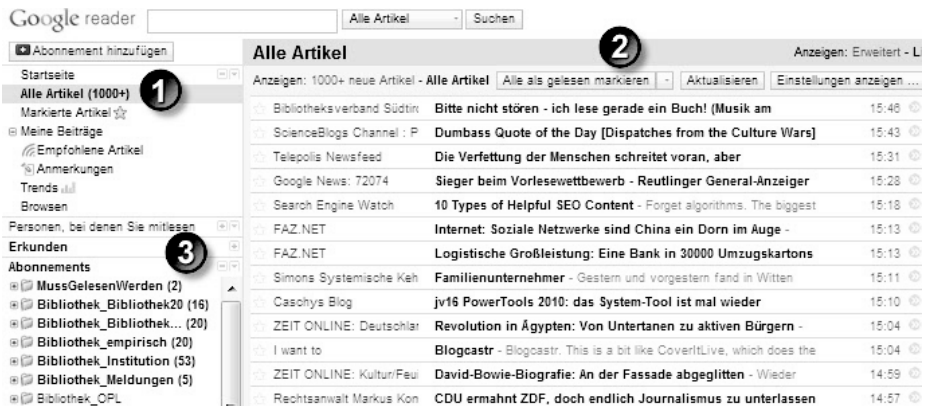 Google reader
Alle Artikel
Suchen
Abonnement hinzufügen
Startseite
Alle Artikel (1000+)
Markierte Artikel
Meine Beiträge
Empfohlene Artikel
Anmerkungen
Trends
Browsen
Personen, bei denen Sie mitlesen
Erkunden
Abonnements
MussGelesenWerden (2)
Bibliothek_Bibliothek20 (16)
Bibliothek_Bibliothek... (20)
Bibliothek_empirisch (20)
Bibliothek_Institution (53)
Bibliothek_Meldungen (5)
Bibliothek_OPL
1
2
3
Alle Artikel
Anzeigen: Erweitert - L
Anzeigen: 1000+ neue Artikel - Alle Artikel Alle als gelesen markieren Aktualisieren Einstellungen anzeigen ...
Bibliotheksverband Südtir Bitte nicht stören - ich lese gerade ein Buch! (Musik am 15:46
ScienceBlogs Channel : P Dumbass Quote of the Day [Dispatches from the Culture Wars] 15:43
Telepolis Newsfeed Die Verfettung der Menschen schreitet voran, aber 15:31
Google News: 72074 Sieger beim Vorlesewettbewerb - Reutlinger General-Anzeiger 15:28
Search Engine Watch 10 Types of Helpful SEO Content - Forget algorithms. The biggest 15:18
FAZ.NET Internet: Soziale Netzwerke sind China ein Dorn im Auge - 15:13
FAZ.NET Logistische Großleistung: Eine Bank in 30000 Umzugskartons 15:13
Simons Systemische Keh Familienunternehmer - Gestern und vorgestern fand in Witten 15:11
Caschys Blog jv16 PowerTools 2010: das System-Tool ist mal wieder 15:10
ZEIT ONLINE: Deutschlar Revolution in Ägypten: Von Untertanen zu aktiven Bürgern - 15:04
I want to Blogcastr - Blogcastr. This is a bit like CoverItLive, which does the 15:04
ZEIT ONLINE: Kultur/Feui David-Bowie-Biografie: An der Fassade abgeglitten - Wieder 14:59
Rechtsanwalt Markus Kon CDU ermahnt ZDF, doch endlich Journalismus zu unterlassen 14:57